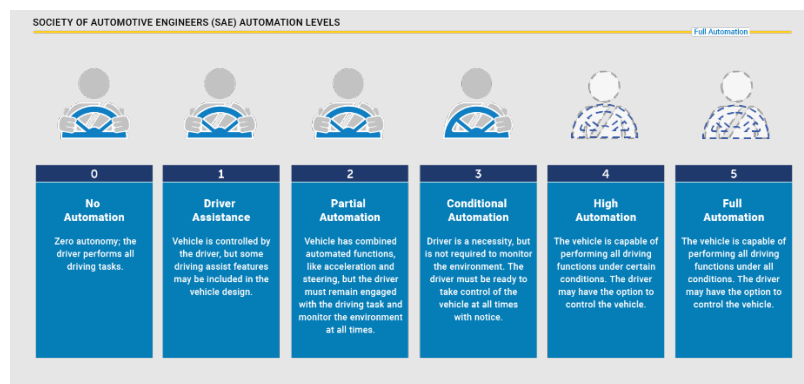 SOCIETY OF AUTOMOTIVE ENGINEERS (SAE) AUTOMATION LEVELS
Full Automation
0
No
Automation
Zero autonomy; the
driver performs all
driving tasks.
1
Driver
Assistance
Vehicle is controlled by
the driver, but some
driving assist features
may be included in the
vehicle design.
2
Partial
Automation
Vehicle has combined
automated functions,
like acceleration and
steering, but the driver
must remain engaged
with the driving task and
monitor the environment
at all times.
3
Conditional
Automation
Driver is a necessity, but
is not required to monitor
the environment. The
driver must be ready to
take control of the
vehicle at all times
with notice.
4
High
Automation
The vehicle is capable of
performing all driving
functions under certain
conditions. The driver
may have the option to
control the vehicle.
5
Full
Automation
The vehicle is capable of
performing all driving
functions under all
conditions. The driver
may have the option to
control the vehicle.